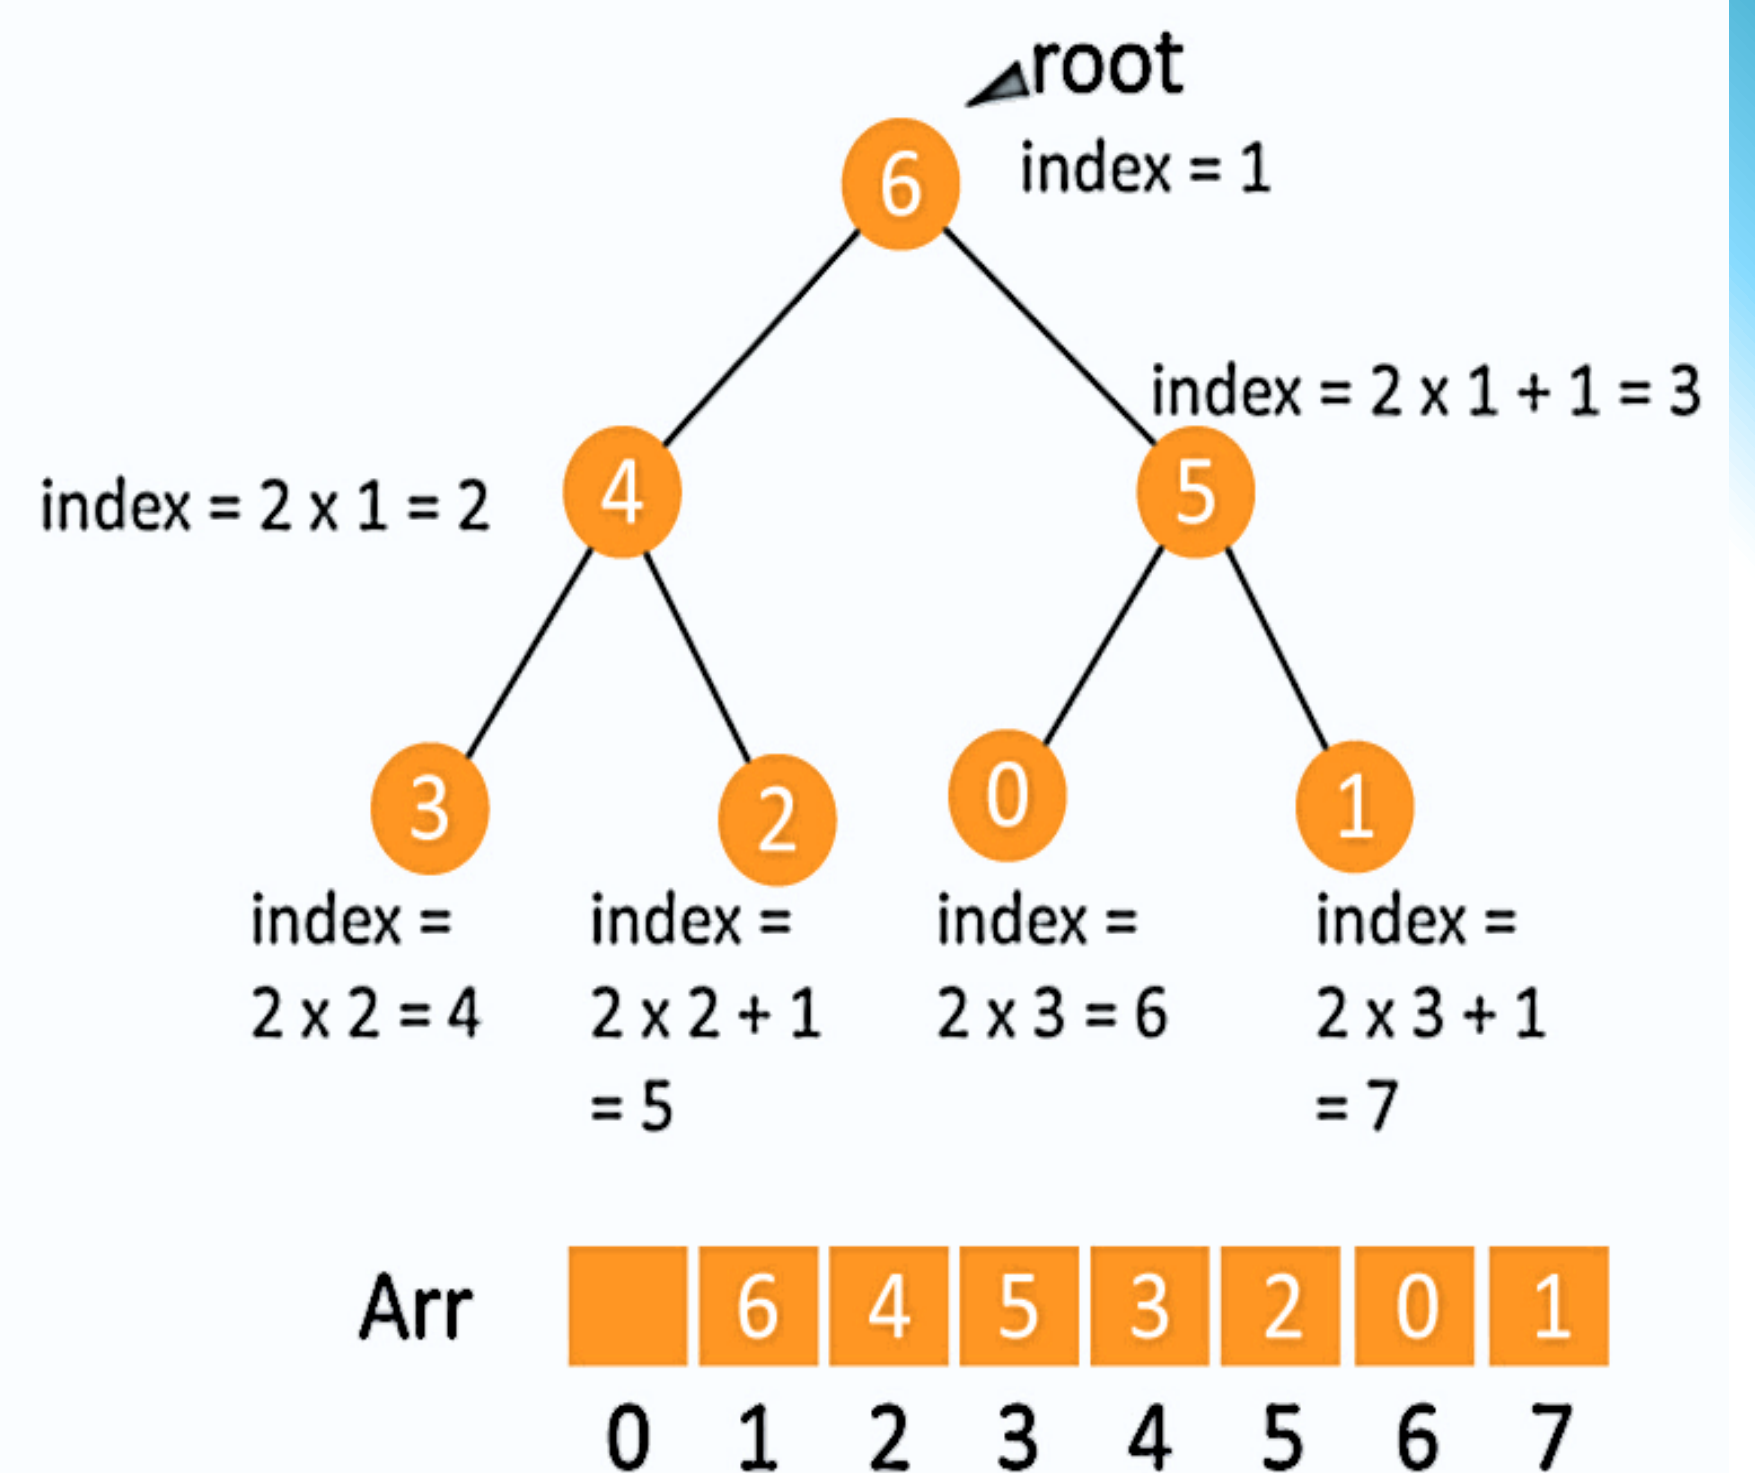 root
6
index = 1
index = 2 x 1 + 1 = 3
4
5
index = 2 x 1 = 2
3
2
0
1
index =
2 x 2 = 4
index =
2 x 2 + 1
= 5
index =
2 x 3 = 6
index =
2 x 3 + 1
= 7
Arr
6 4 5 3 2 0 1
0 1 2 3 4 5 6 7